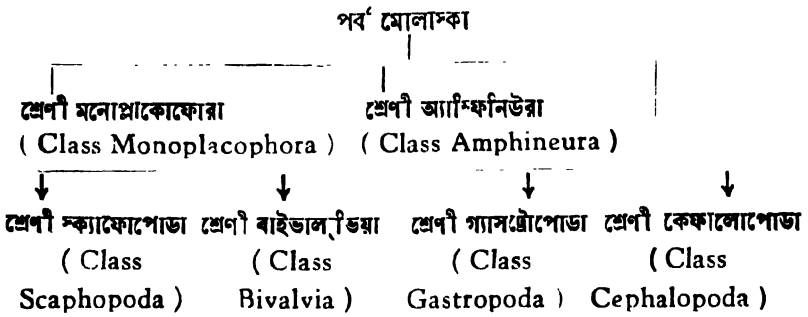 পর্ব মোলাস্কা
শ্রেণী মনোপ্লাকোফোরা শ্রেণী অ্যাম্ফিনিউরা
( Class Monoplacophora ) ( Class Amphineura )
শ্রেণী স্ক্যাফোপোডা শ্রেণী বাইভাল্ভিয়া শ্রেণী গ্যাসট্রোপোডা শ্রেণী কেফালোপোডা
( Class ( Class ( Class ( Class
Scaphopoda ) Bivalvia ) Gastropoda ) Cephalopoda )